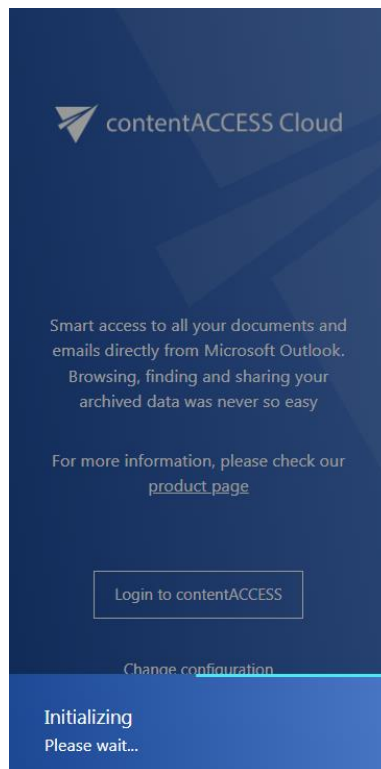 contentACCESS Cloud
Smart access to all your documents and
emails directly from Microsoft Outlook.
Browsing, finding and sharing your
archived data was never so easy
For more information, please check our
product page
Login to contentACCESS
Change configuration
Initializing
Please wait...